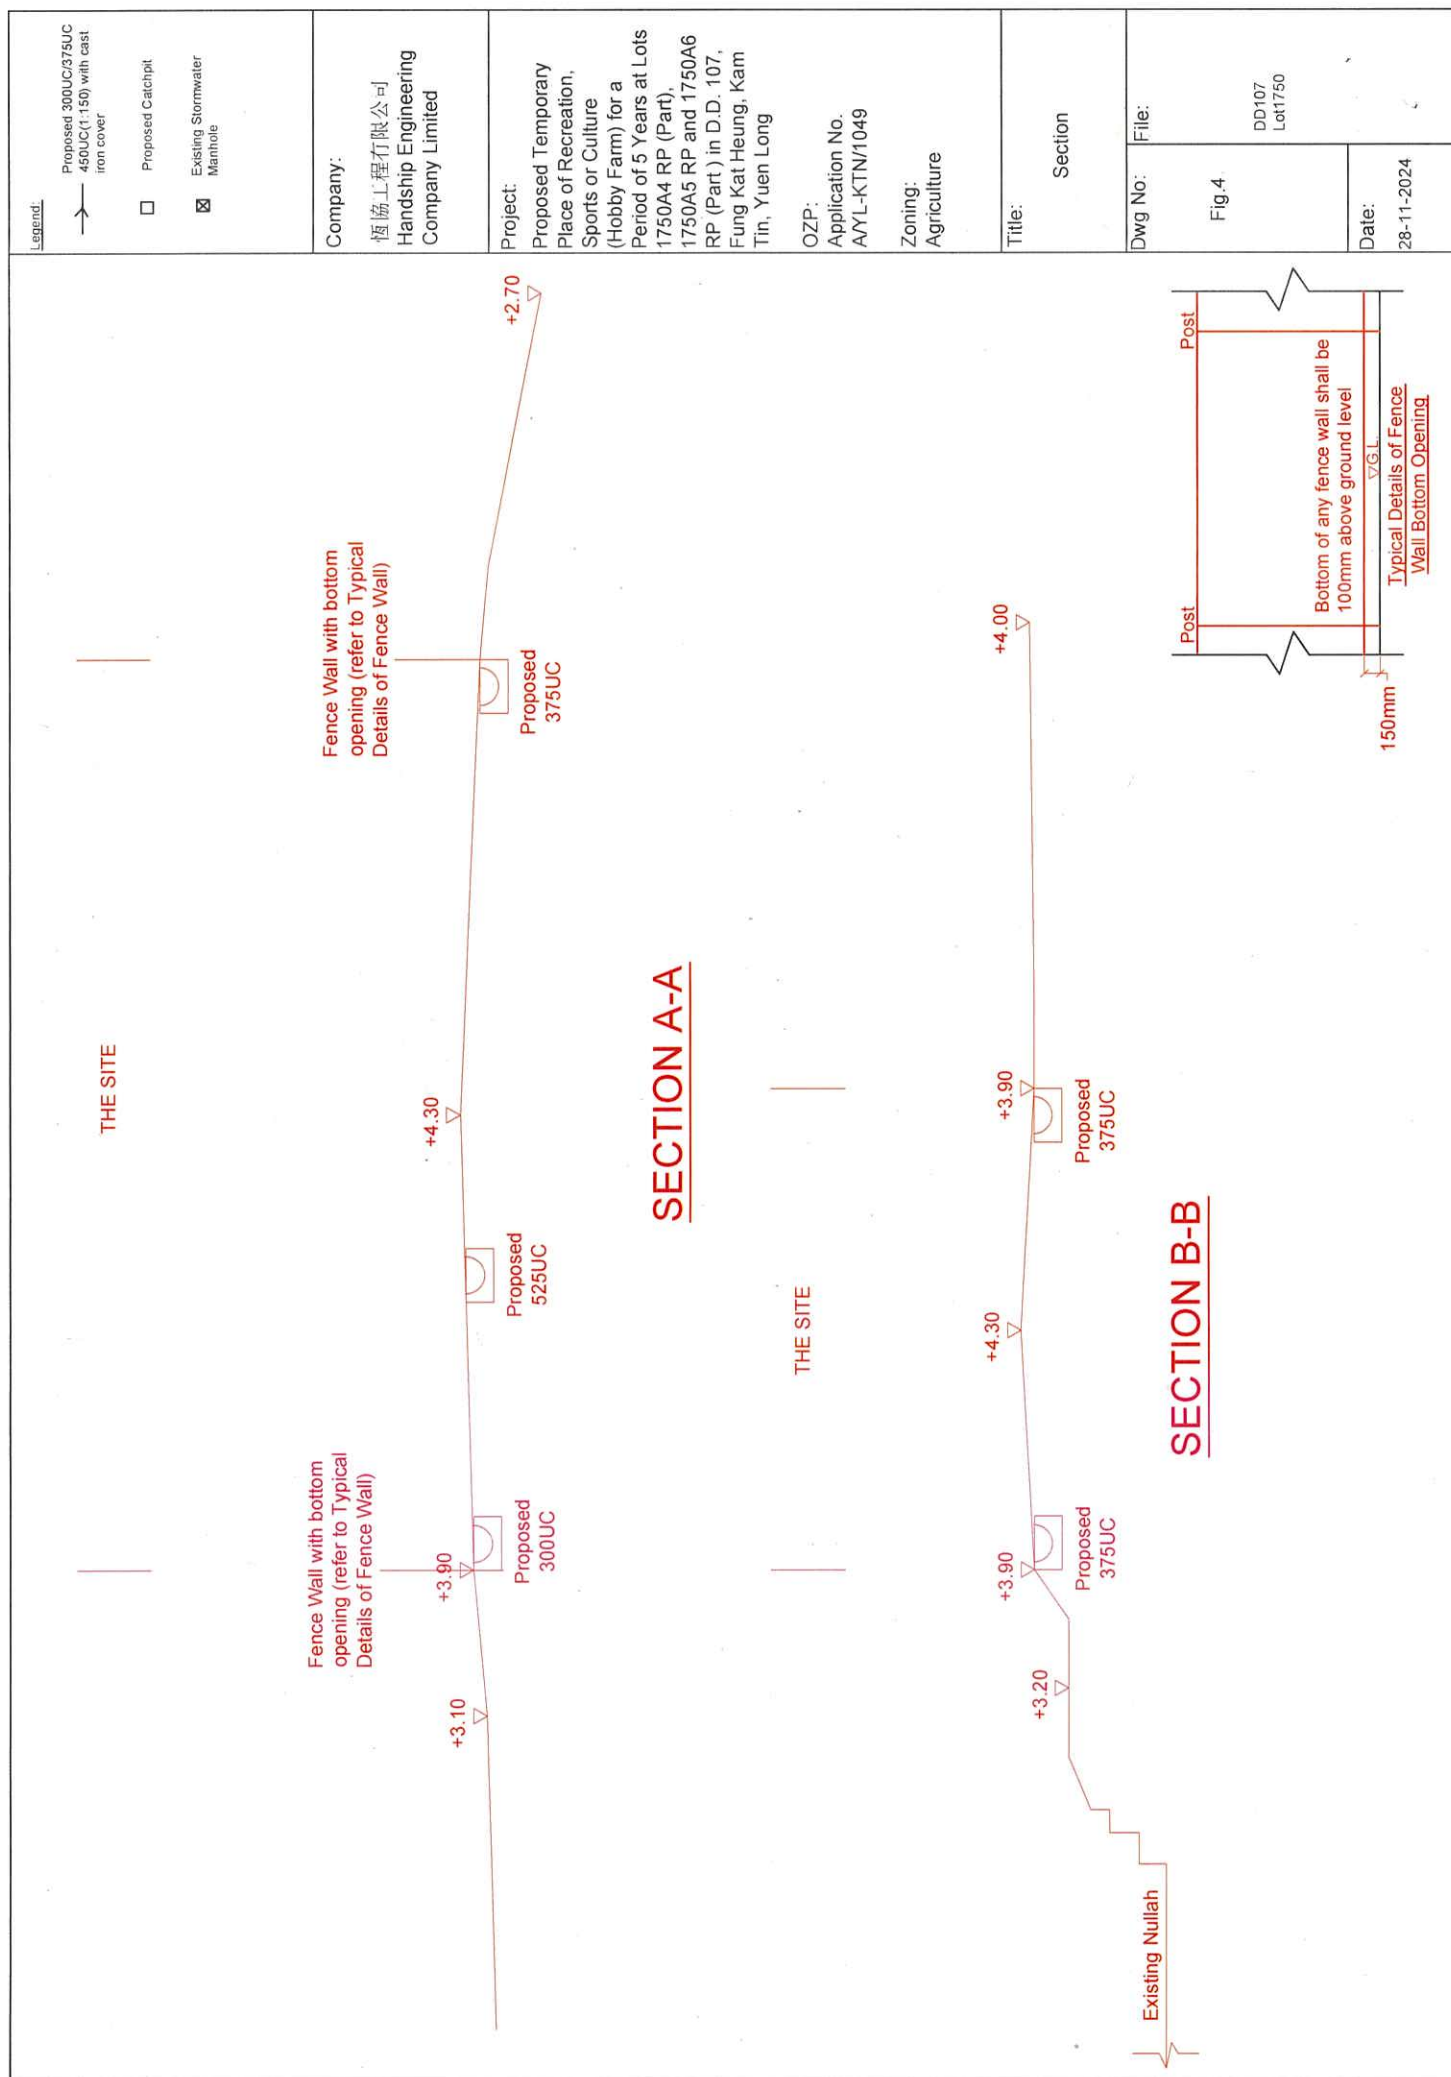 Legend:
Proposed 300UC/375UC
450UC(1:150) with cast
iron cover
Proposed Catchpit
Existing Stormwater
Manhole
Company:
恆協工程有限公司
Handship Engineering
Company Limited
Project:
Proposed Temporary
Place of Recreation,
Sports or Culture
(Hobby Farm) for a
Period of 5 Years at Lots
1750A4 RP (Part),
1750A5 RP and 1750A6
RP (Part ) in D.D. 107,
Fung Kat Heung, Kam
Tin, Yuen Long
OZP:
Application No.
A/YL-KTN/1049
Zoning:
Agriculture
Title:
Section
Dwg No:
Fig.4
File:
DD107
Lot1750
Date:
28-11-2024
THE SITE
Fence Wall with bottom
opening (refer to Typical
Details of Fence Wall)
Fence Wall with bottom
opening (refer to Typical
Details of Fence Wall)
+3.10
+3.90
+4.30
+2.70
Proposed
300UC
Proposed
525UC
Proposed
375UC
SECTION A-A
THE SITE
+3.20
+3.90
+4.30
+3.90
+4.00
Existing Nullah
Proposed
375UC
Proposed
375UC
SECTION B-B
Post
Post
Bottom of any fence wall shall be
100mm above ground level
G.L.
150mm
Typical Details of Fence
Wall Bottom Opening